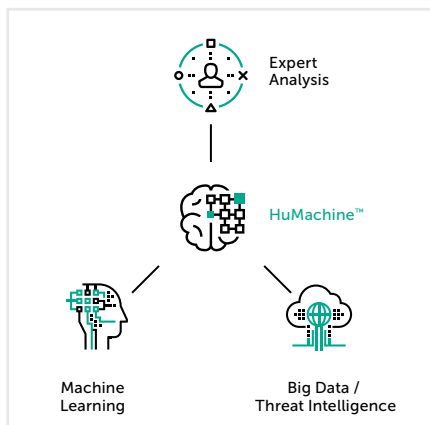 Expert
Analysis
HuMachine™
Machine
Learning
Big Data /
Threat Intelligence